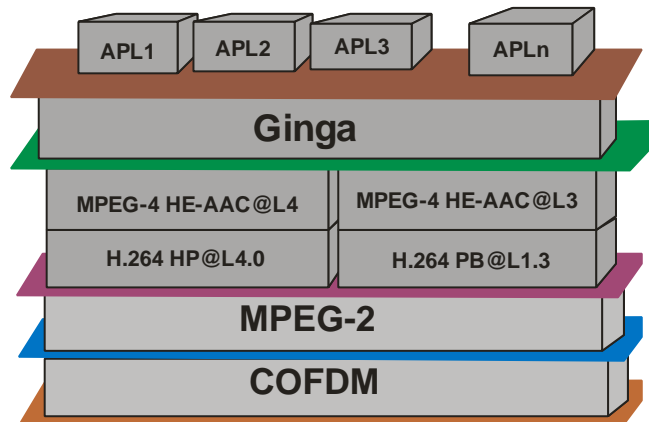 APL1
APL2
APL3
APLn
Ginga
MPEG-4 HE-AAC@L4
MPEG-4 HE-AAC@L3
H.264 HP@L4.0
H.264 PB@L1.3
MPEG-2
COFDM